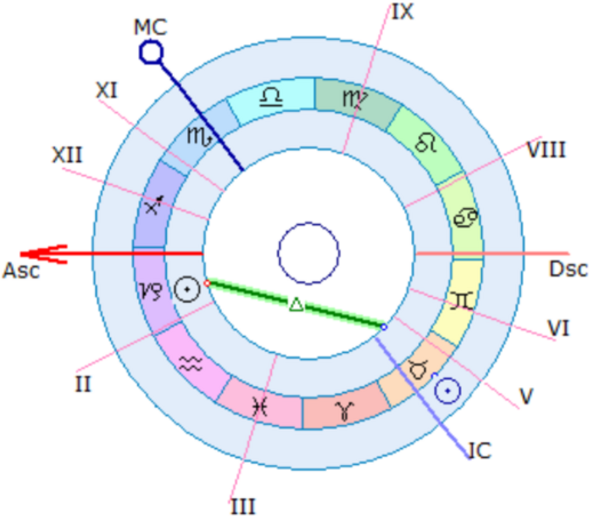 IX
MC
XI
♎
♍
♏
♌
VIII
XII
♐
♋
Asc
Dsc
♑
☉
△
♊
VI
♒
♉
☉
II
V
♓
♈
IC
III